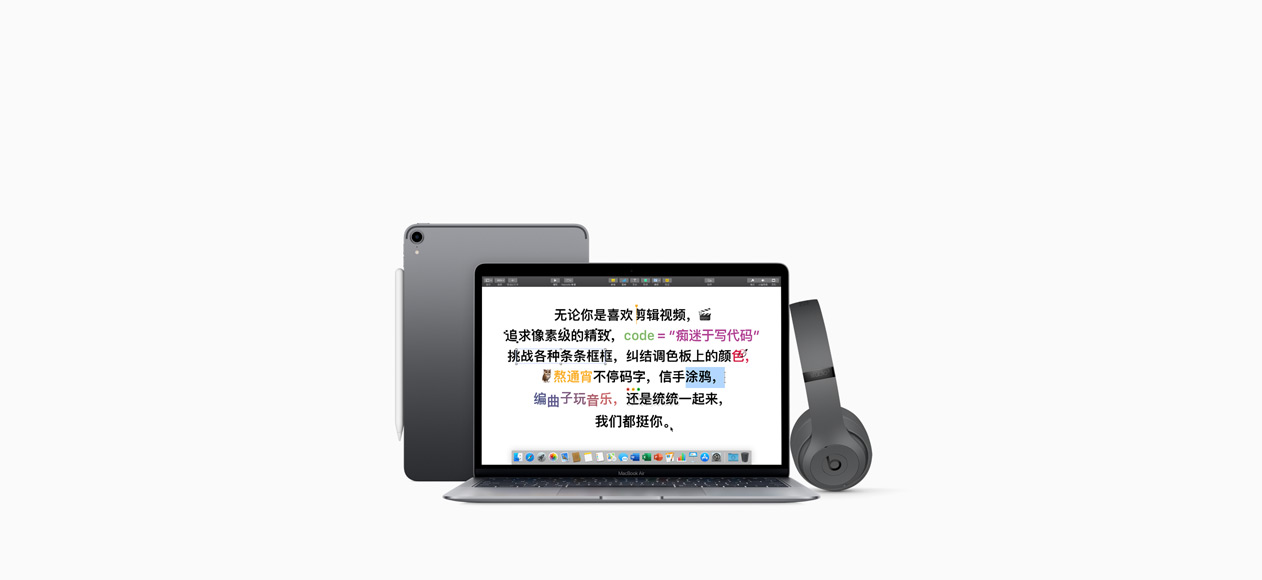 无论你是喜欢剪辑视频，
追求像素级的精致，code = “痴迷于写代码”
挑战各种条条框框，纠结调色板上的颜色，
熬通宵不停码字，信手涂鸦，
编曲子玩音乐，还是统统一起来，
我们都挺你。
MacBook Air